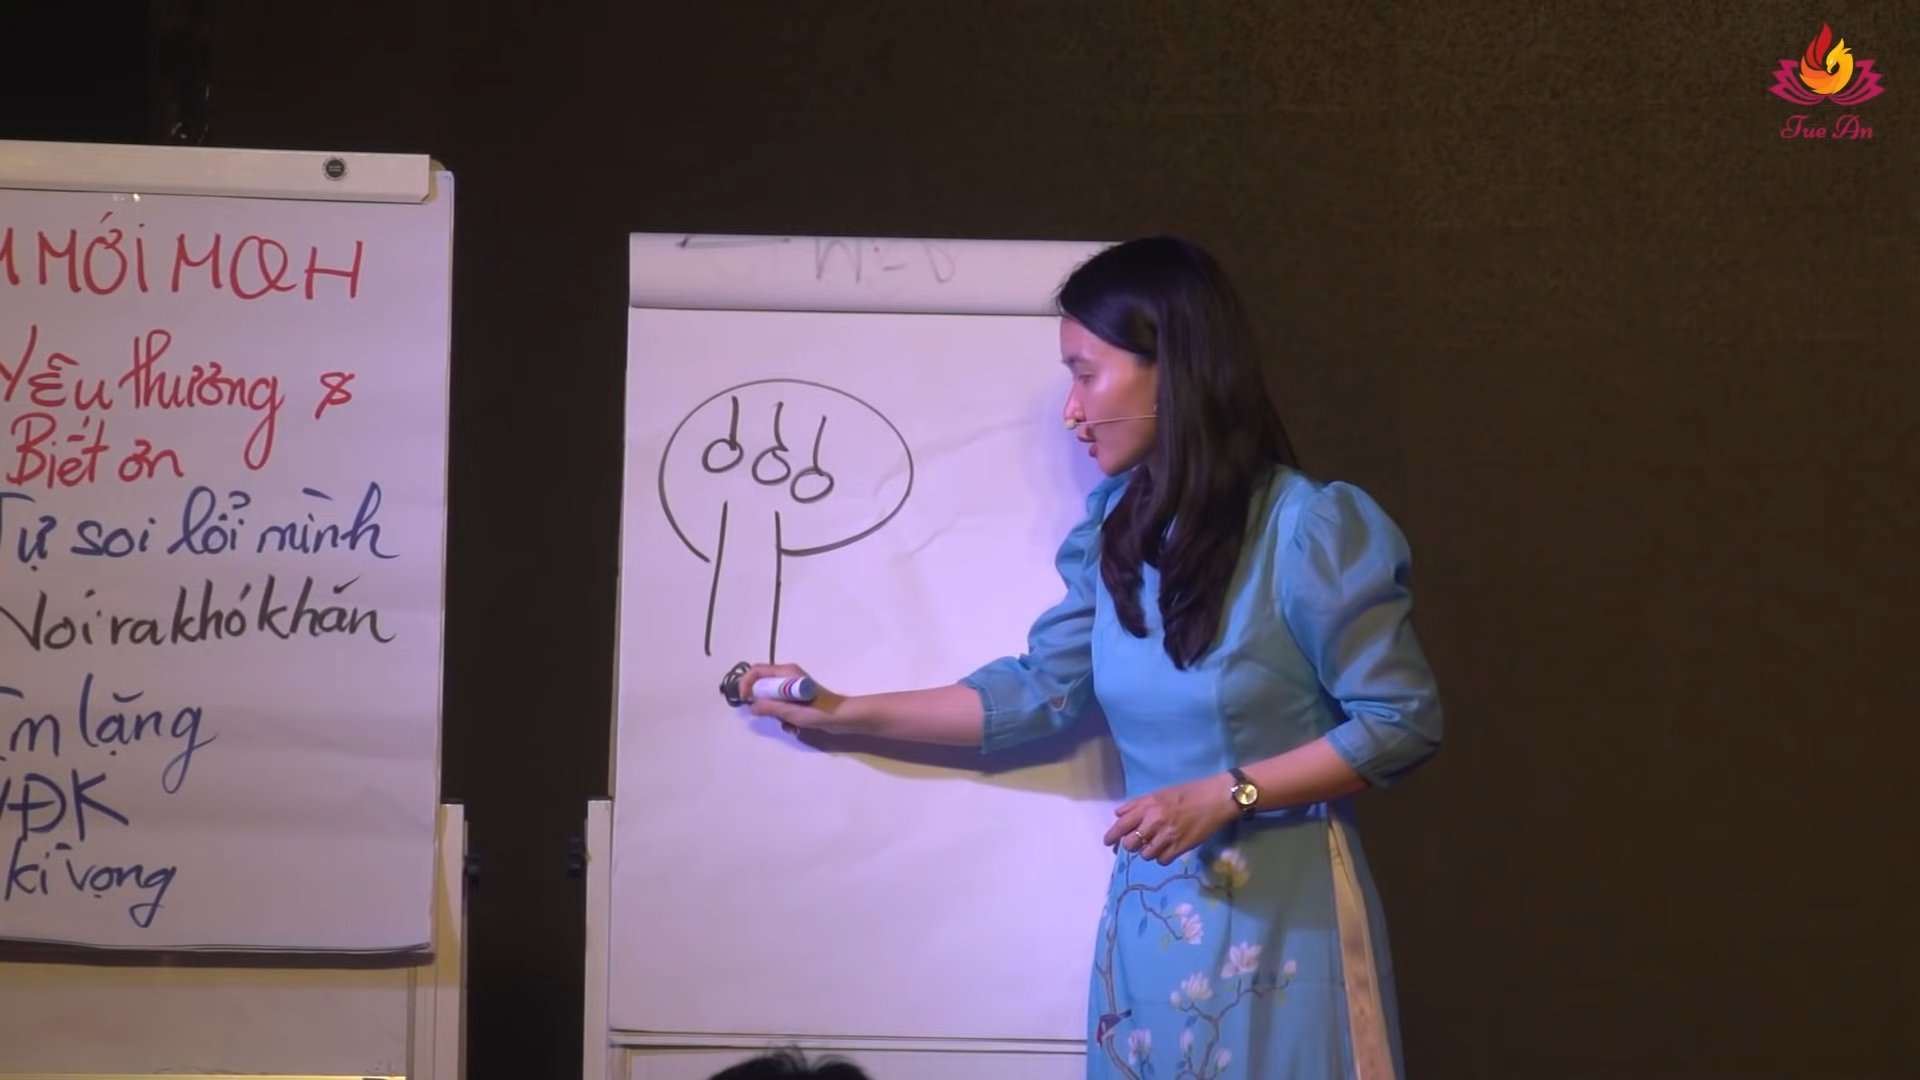 MỚI MQH
Yêu thương &
Biết ơn
Tự soi lỗi mình
Nói ra khó khăn
lặng
ĐK
kì vọng
Tue An